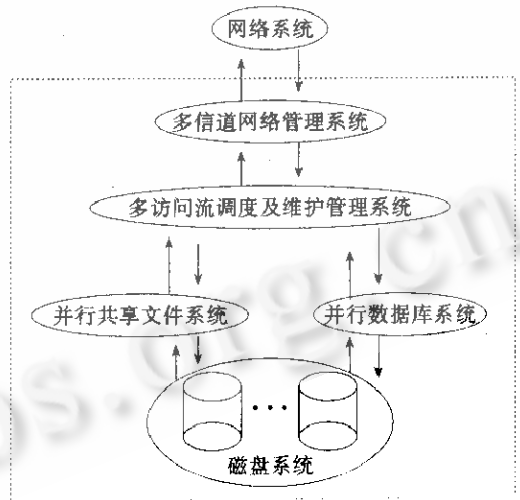 网络系统
多信道网络管理系统
多访问流调度及维护管理系统
并行共享文件系统
并行数据库系统
...
磁盘系统